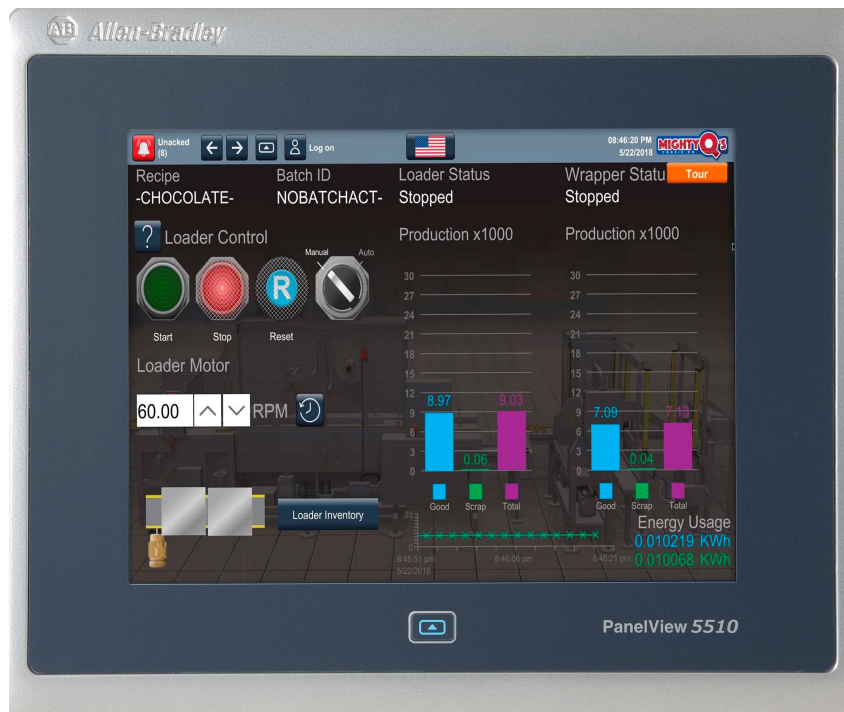 AB Allen-Bradley
Unacked
(8)
Log on
08:46:20 PM
5/22/2018
MIGHTY Q'S
Recipe
-CHOCOLATE-
Batch ID
NOBATCHACT-
Loader Status
Stopped
Wrapper Statu
Stopped
Tour
? Loader Control
Manual
Auto
R
Start
Stop
Reset
Production x1000
30
27
24
21
18
15
12
9
6
3
0
8.97
0.06
9.03
Good
Scrap
Total
Production x1000
30
27
24
21
18
15
12
9
6
3
0
7.09
0.04
7.13
Good
Scrap
Total
Loader Motor
60.00
RPM
Loader Inventory
.03
0
8:45:51 pm
5/22/2018
8:46:06 pm
8:46:21 pm
Energy Usage
0.010219 KWh
0.010068 KWh
PanelView 5510